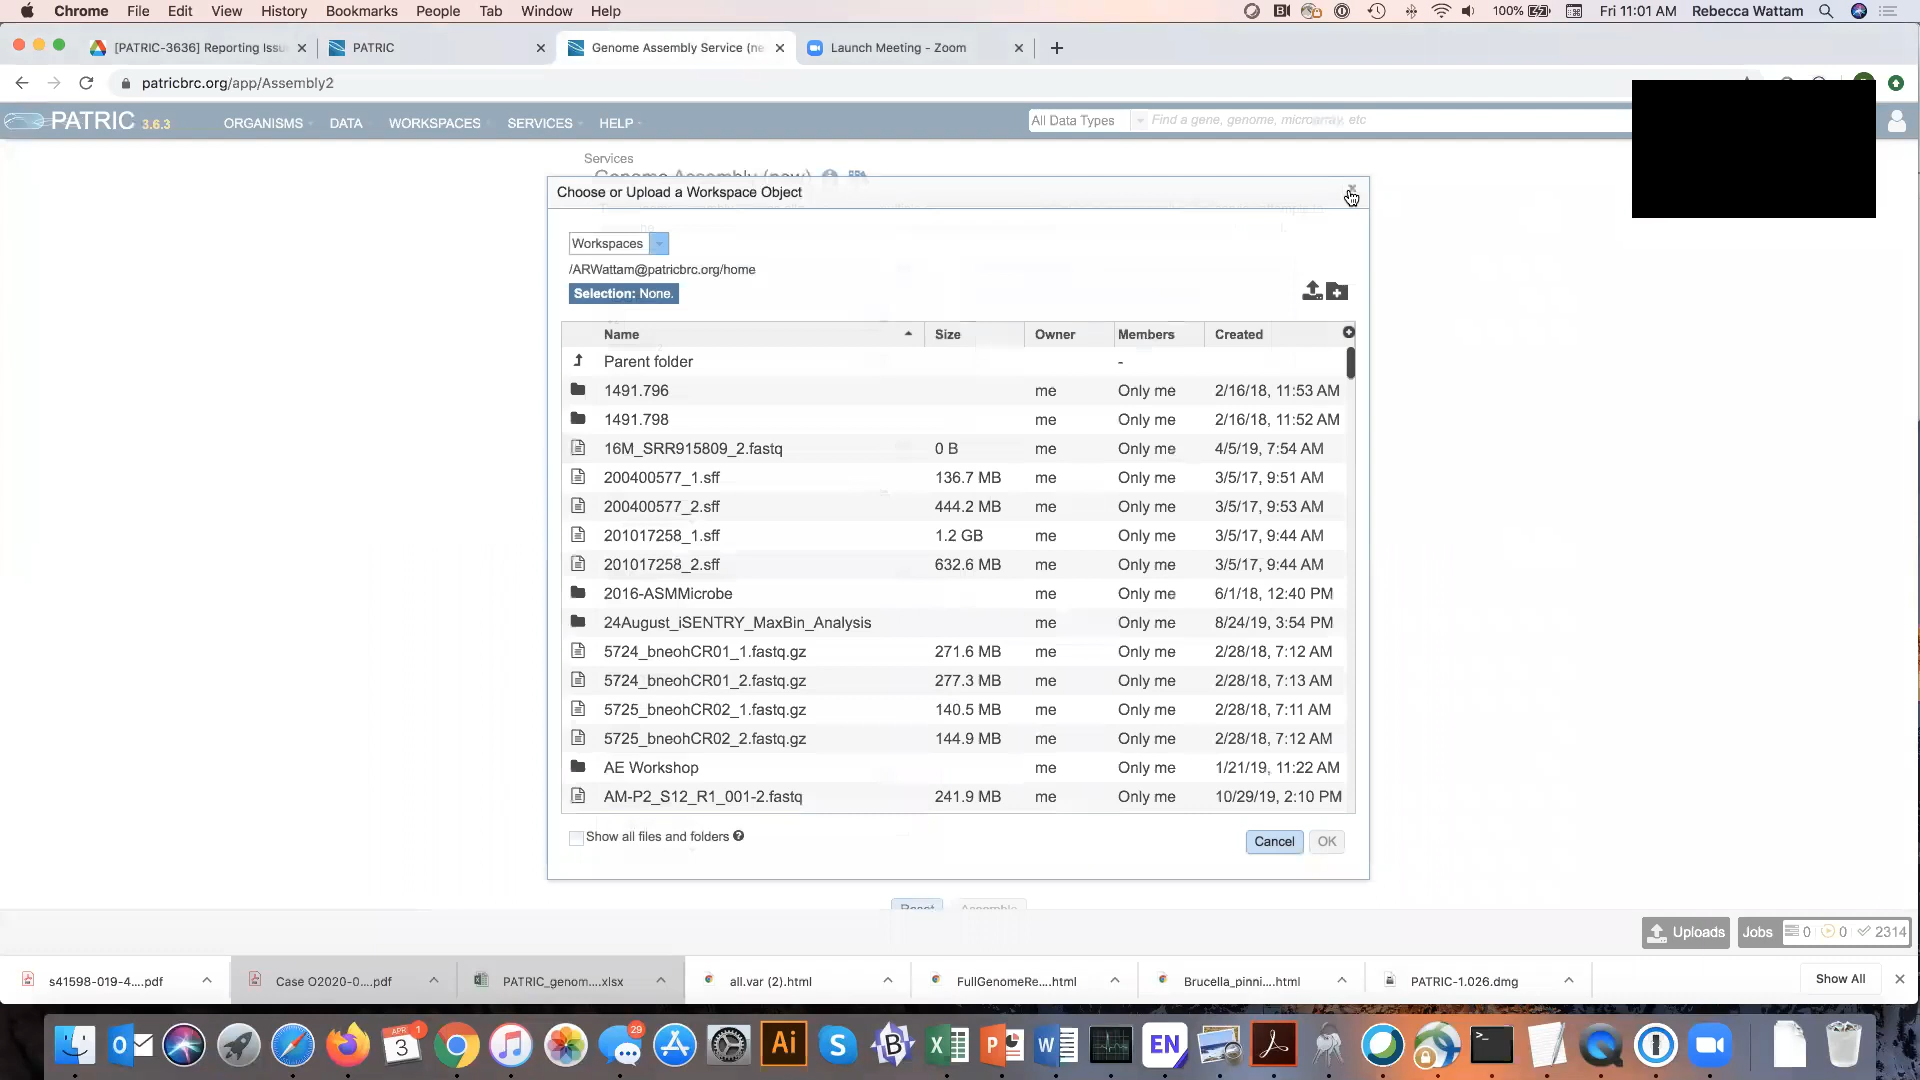 Chrome File Edit View History Bookmarks People Tab Window Help 100% Fri 11:01 AM Rebecca Wattam
[PATRIC-3636] Reporting Issu PATRIC Genome Assembly Service (ne Launch Meeting - Zoom
patricbrc.org/app/Assembly2
PATRIC 3.6.3 ORGANISMS DATA WORKSPACES SERVICES HELP All Data Types Find a gene, genome, microarray, etc
Services
Genome Assembly (new)
Choose or Upload a Workspace Object
Workspaces
/ARWattam@patricbrc.org/home
Selection: None.
Name Size Owner Members Created
Parent folder -
1491.796 me Only me 2/16/18, 11:53 AM
1491.798 me Only me 2/16/18, 11:52 AM
16M_SRR915809_2.fastq 0 B me Only me 4/5/19, 7:54 AM
200400577_1.sff 136.7 MB me Only me 3/5/17, 9:51 AM
200400577_2.sff 444.2 MB me Only me 3/5/17, 9:53 AM
201017258_1.sff 1.2 GB me Only me 3/5/17, 9:44 AM
201017258_2.sff 632.6 MB me Only me 3/5/17, 9:44 AM
2016-ASMMicrobe me Only me 6/1/18, 12:40 PM
24August_iSENTRY_MaxBin_Analysis me Only me 8/24/19, 3:54 PM
5724_bneohCR01_1.fastq.gz 271.6 MB me Only me 2/28/18, 7:12 AM
5724_bneohCR01_2.fastq.gz 277.3 MB me Only me 2/28/18, 7:13 AM
5725_bneohCR02_1.fastq.gz 140.5 MB me Only me 2/28/18, 7:11 AM
5725_bneohCR02_2.fastq.gz 144.9 MB me Only me 2/28/18, 7:12 AM
AE Workshop me Only me 1/21/19, 11:22 AM
AM-P2_S12_R1_001-2.fastq 241.9 MB me Only me 10/29/19, 2:10 PM
Show all files and folders
Cancel OK
Reset Assemble
Uploads Jobs 0 0 2314
s41598-019-4....pdf Case O2020-0....pdf PATRIC_genom....xlsx all.var (2).html FullGenomeRe....html Brucella_pinni....html PATRIC-1.026.dmg Show All
APR 3 1 29 Ai EN